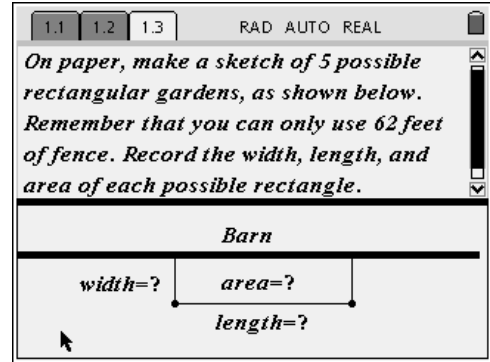 1.1 1.2 1.3 RAD AUTO REAL
On paper, make a sketch of 5 possible
rectangular gardens, as shown below.
Remember that you can only use 62 feet
of fence. Record the width, length, and
area of each possible rectangle.
Barn
width=? area=?
length=?